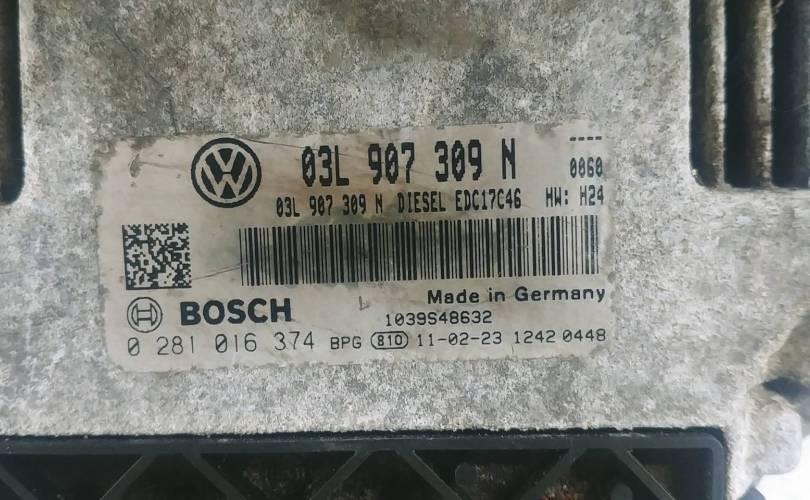 03L 907 309 N
----
0060
03L 907 309 N DIESEL EDC17C46 HW: H24
BOSCH
Made in Germany
1039S48632
0 281 016 374 BPG 810 11-02-23 1242 0448